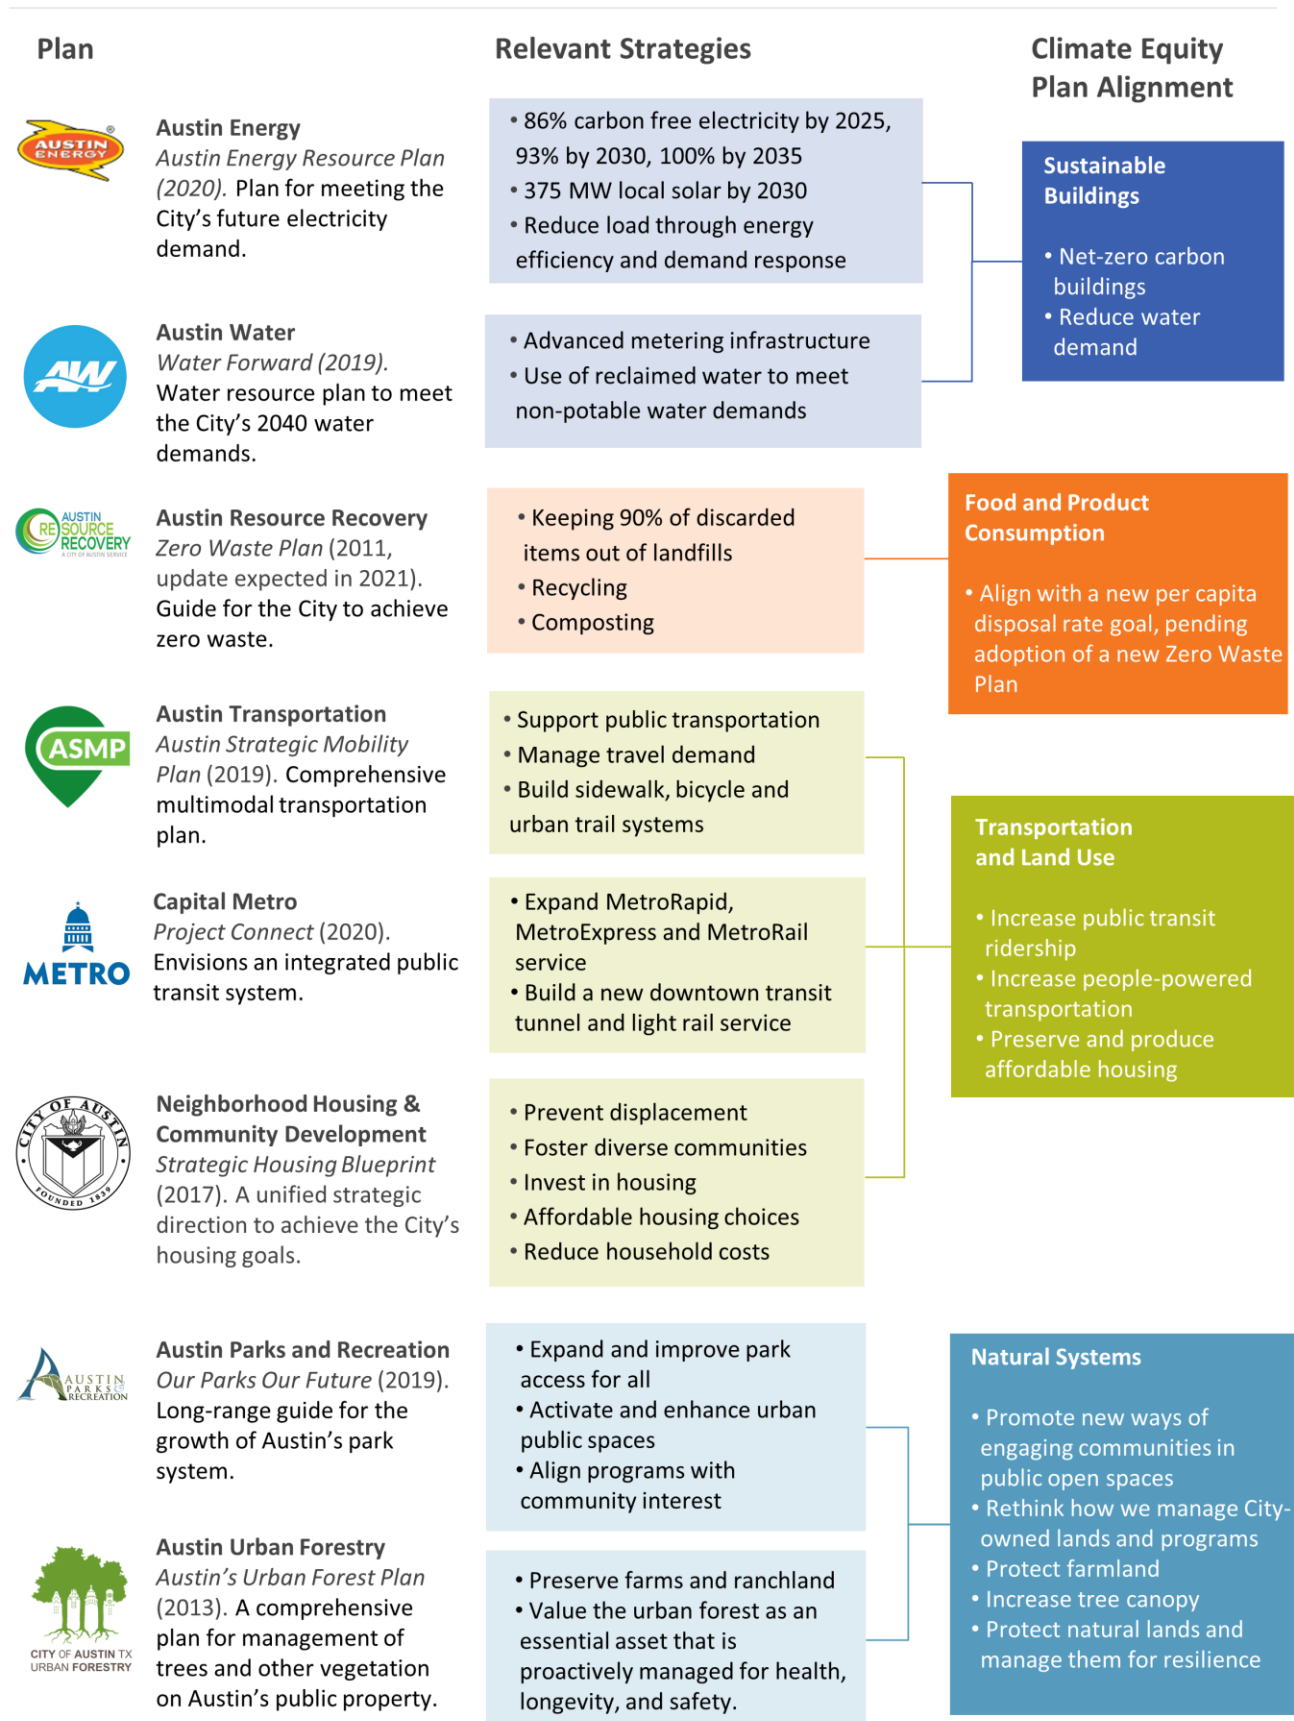 Plan
Relevant Strategies
Climate Equity
Plan Alignment
AUSTIN
ENERGY
®
Austin Energy
Austin Energy Resource Plan
(2020). Plan for meeting the
City’s future electricity
demand.
• 86% carbon free electricity by 2025,
93% by 2030, 100% by 2035
• 375 MW local solar by 2030
• Reduce load through energy
efficiency and demand response
Sustainable
Buildings
• Net-zero carbon
buildings
• Reduce water
demand
AW
Austin Water
Water Forward (2019).
Water resource plan to meet
the City’s 2040 water
demands.
• Advanced metering infrastructure
• Use of reclaimed water to meet
non-potable water demands
AUSTIN
RESOURCE
RECOVERY
A CITY OF AUSTIN SERVICE
Austin Resource Recovery
Zero Waste Plan (2011,
update expected in 2021).
Guide for the City to achieve
zero waste.
• Keeping 90% of discarded
items out of landfills
• Recycling
• Composting
Food and Product
Consumption
• Align with a new per capita
disposal rate goal, pending
adoption of a new Zero Waste
Plan
ASMP
Austin Transportation
Austin Strategic Mobility
Plan (2019). Comprehensive
multimodal transportation
plan.
• Support public transportation
• Manage travel demand
• Build sidewalk, bicycle and
urban trail systems
Transportation
and Land Use
• Increase public transit
ridership
• Increase people-powered
transportation
• Preserve and produce
affordable housing
METRO
Capital Metro
Project Connect (2020).
Envisions an integrated public
transit system.
• Expand MetroRapid,
MetroExpress and MetroRail
service
• Build a new downtown transit
tunnel and light rail service
CITY OF AUSTIN
FOUNDED 1839
Neighborhood Housing &
Community Development
Strategic Housing Blueprint
(2017). A unified strategic
direction to achieve the City’s
housing goals.
• Prevent displacement
• Foster diverse communities
• Invest in housing
• Affordable housing choices
• Reduce household costs
AUSTIN
PARKS &
RECREATION
Austin Parks and Recreation
Our Parks Our Future (2019).
Long-range guide for the
growth of Austin’s park
system.
• Expand and improve park
access for all
• Activate and enhance urban
public spaces
• Align programs with
community interest
Natural Systems
• Promote new ways of
engaging communities in
public open spaces
• Rethink how we manage City-
owned lands and programs
• Protect farmland
• Increase tree canopy
• Protect natural lands and
manage them for resilience
CITY OF AUSTIN TX
URBAN FORESTRY
Austin Urban Forestry
Austin’s Urban Forest Plan
(2013). A comprehensive
plan for management of
trees and other vegetation
on Austin’s public property.
• Preserve farms and ranchland
• Value the urban forest as an
essential asset that is
proactively managed for health,
longevity, and safety.